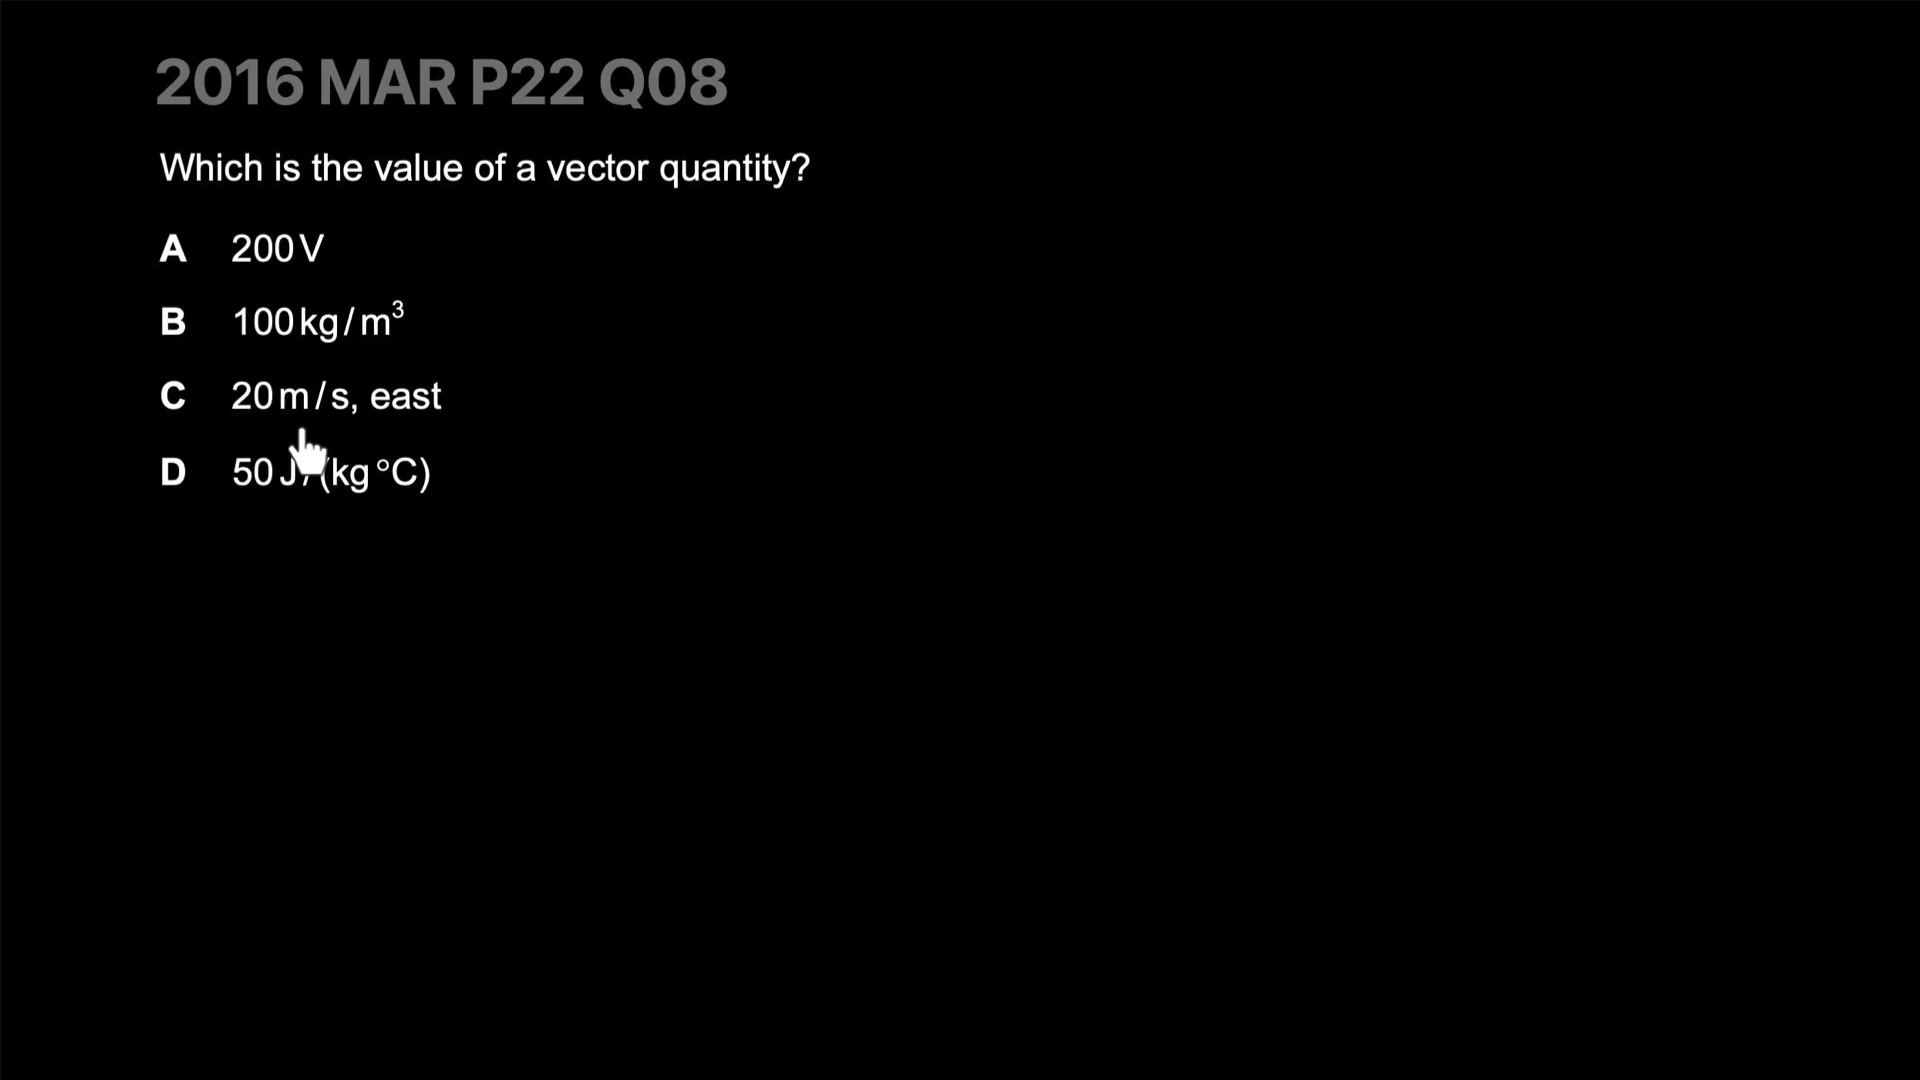 2016 MAR P22 Q08
Which is the value of a vector quantity?
A 200 V
B 100 kg/m³
C 20 m/s, east
D 50 J/(kg °C)